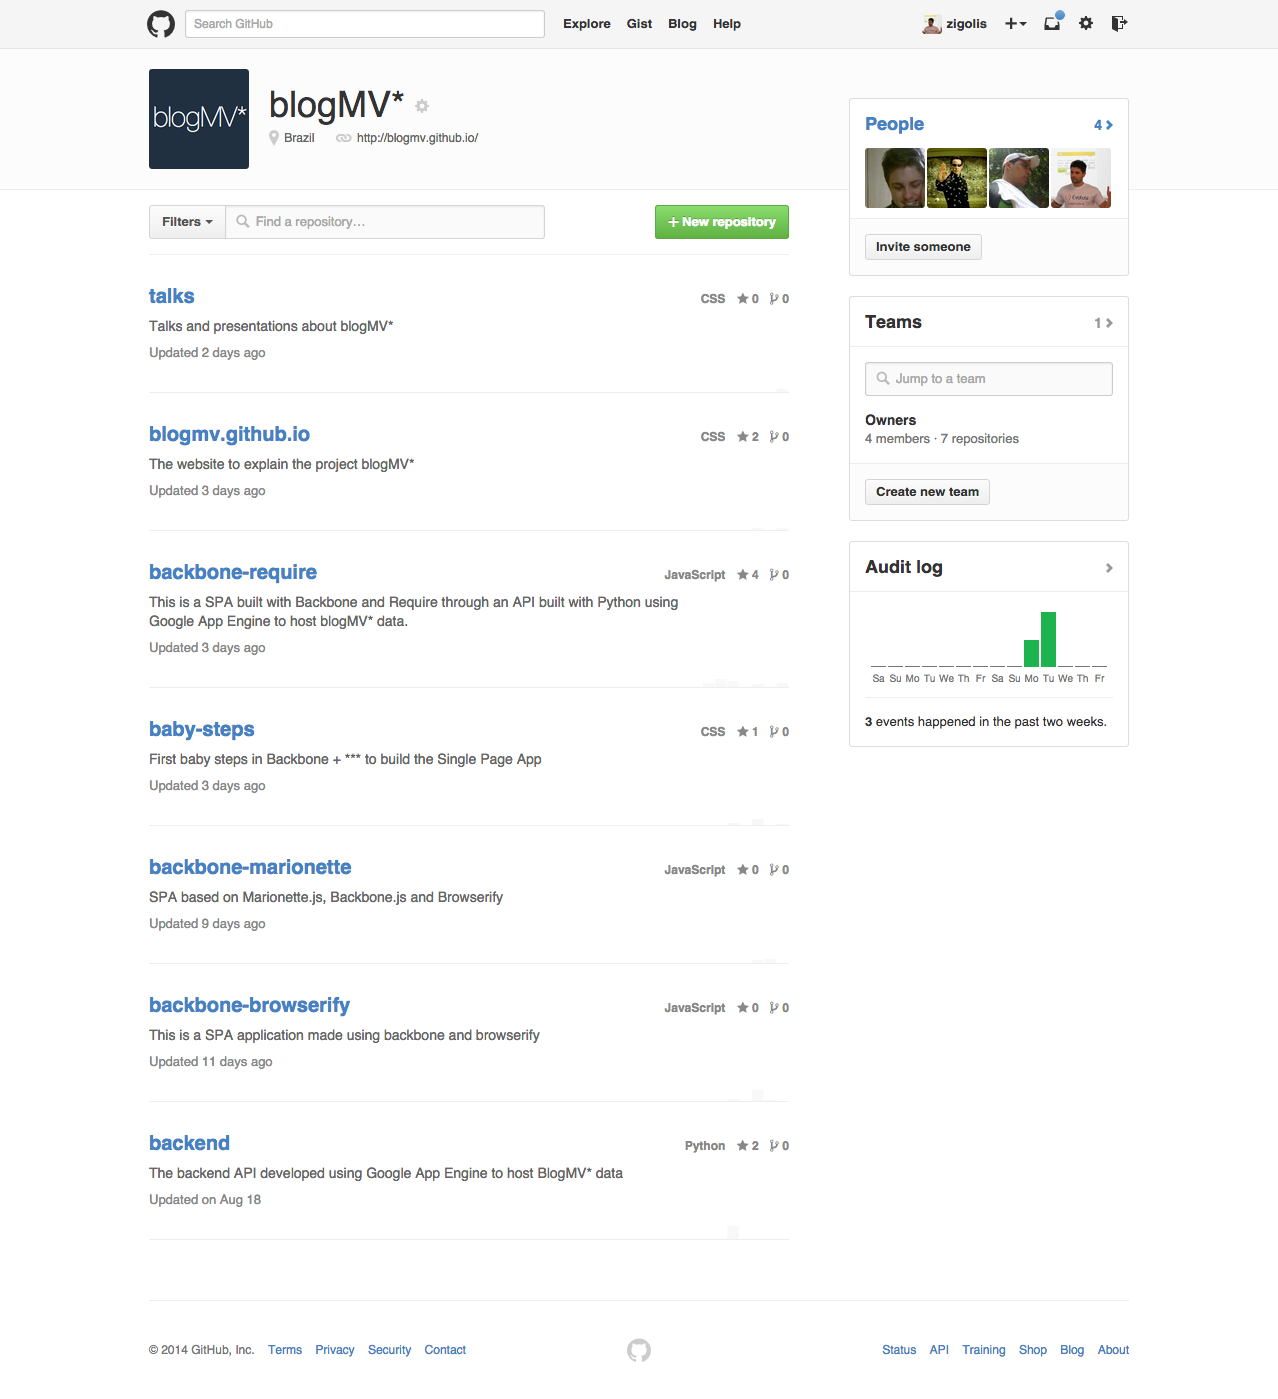 Search GitHub
Explore Gist Blog Help
zigolis
blogMV*
blogMV*
Brazil http://blogmv.github.io/
Filters Find a repository…
+ New repository
talks
CSS 0 0
Talks and presentations about blogMV*
Updated 2 days ago
blogmv.github.io
CSS 2 0
The website to explain the project blogMV*
Updated 3 days ago
backbone-require
JavaScript 4 0
This is a SPA built with Backbone and Require through an API built with Python using
Google App Engine to host blogMV* data.
Updated 3 days ago
baby-steps
CSS 1 0
First baby steps in Backbone + *** to build the Single Page App
Updated 3 days ago
backbone-marionette
JavaScript 0 0
SPA based on Marionette.js, Backbone.js and Browserify
Updated 9 days ago
backbone-browserify
JavaScript 0 0
This is a SPA application made using backbone and browserify
Updated 11 days ago
backend
Python 2 0
The backend API developed using Google App Engine to host BlogMV* data
Updated on Aug 18
People 4
Invite someone
Teams 1
Jump to a team
Owners
4 members · 7 repositories
Create new team
Audit log
Sa Su Mo Tu We Th Fr Sa Su Mo Tu We Th Fr
3 events happened in the past two weeks.
© 2014 GitHub, Inc. Terms Privacy Security Contact
Status API Training Shop Blog About